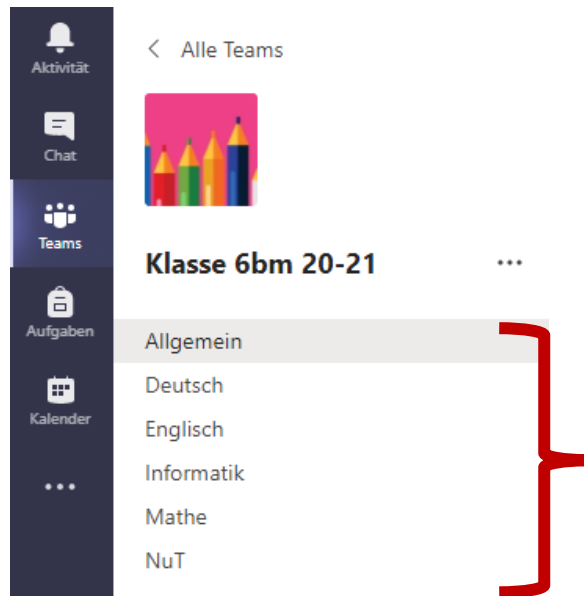 Aktivität
Chat
Teams
Aufgaben
Kalender
Alle Teams
Klasse 6bm 20-21
Allgemein
Deutsch
Englisch
Informatik
Mathe
NuT